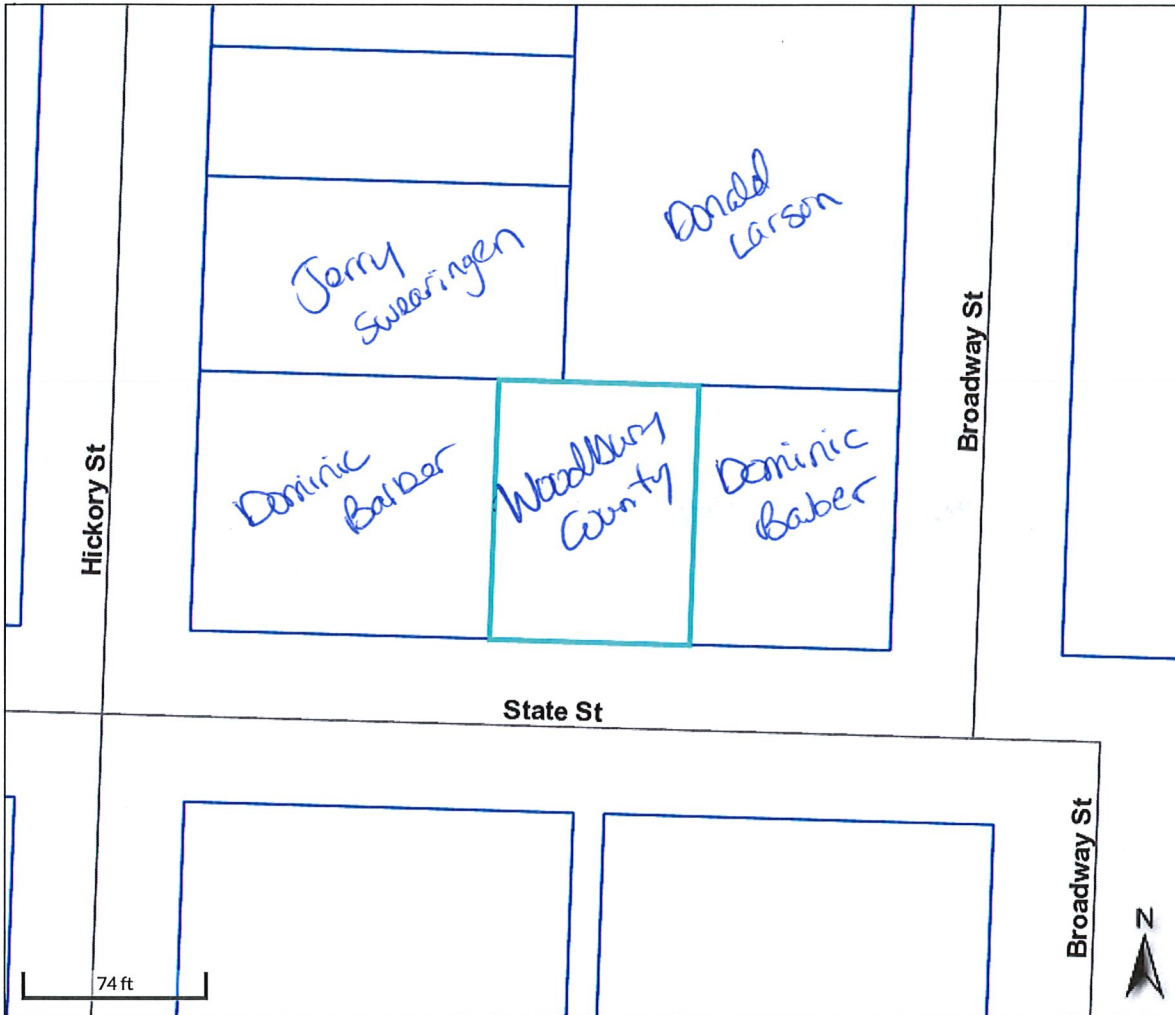 Donald
Larson
Jerry
Swearingen
Broadway St
Hickory St
Dominic
Barber
Woodbury
County
Dominic
Baber
State St
Broadway St
N
74 ft